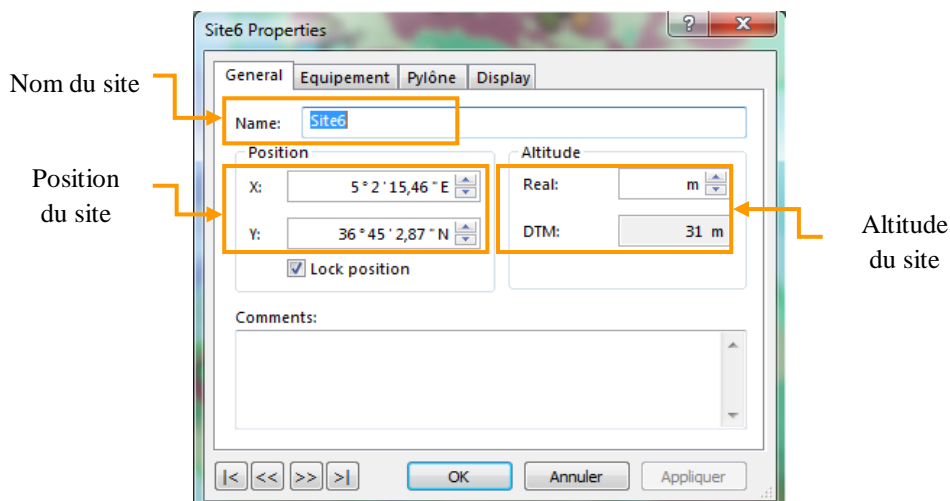 Site6 Properties
General Equipement Pylône Display
Nom du site
Name: Site6
Position
Altitude
Position
du site
X: 5°2'15,46"E
Real: m
Y: 36°45'2,87"N
DTM: 31 m
Altitude
du site
Lock position
Comments:
|< << >> >| OK Annuler Appliquer